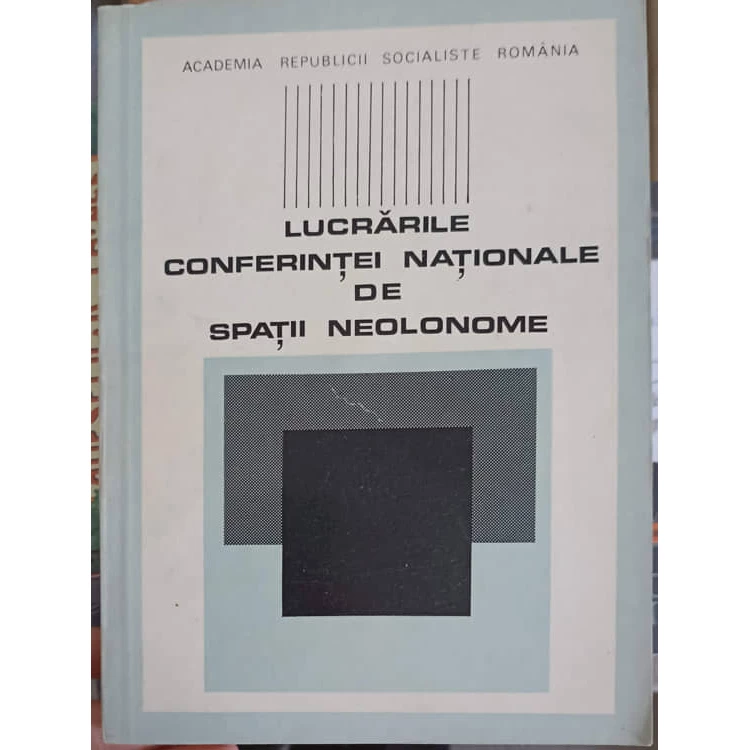 ACADEMIA REPUBLICII SOCIALISTE ROMÂNIA
LUCRĂRILE
CONFERINȚEI NAȚIONALE
DE
SPAȚII NEOLONOME